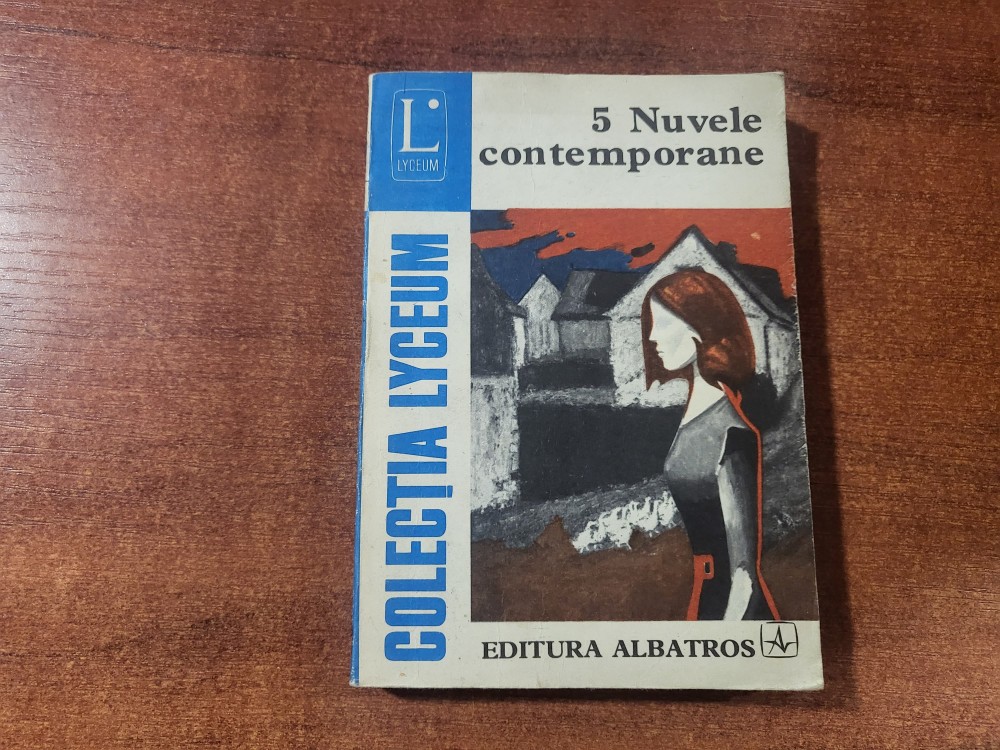 L
LYCEUM
5 Nuvele
contemporane
COLECȚIA LYCEUM
EDITURA ALBATROS